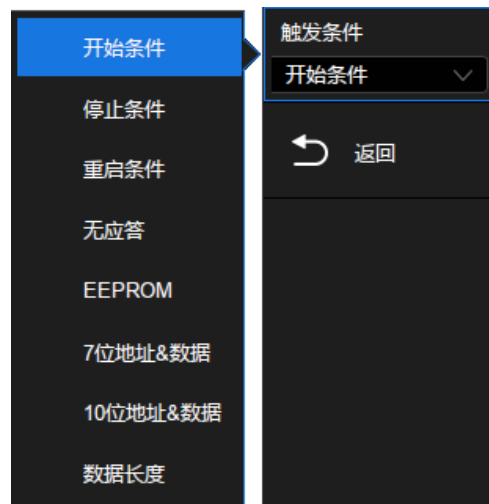 开始条件
停止条件
重启条件
无应答
EEPROM
7位地址&数据
10位地址&数据
数据长度
触发条件
开始条件
返回